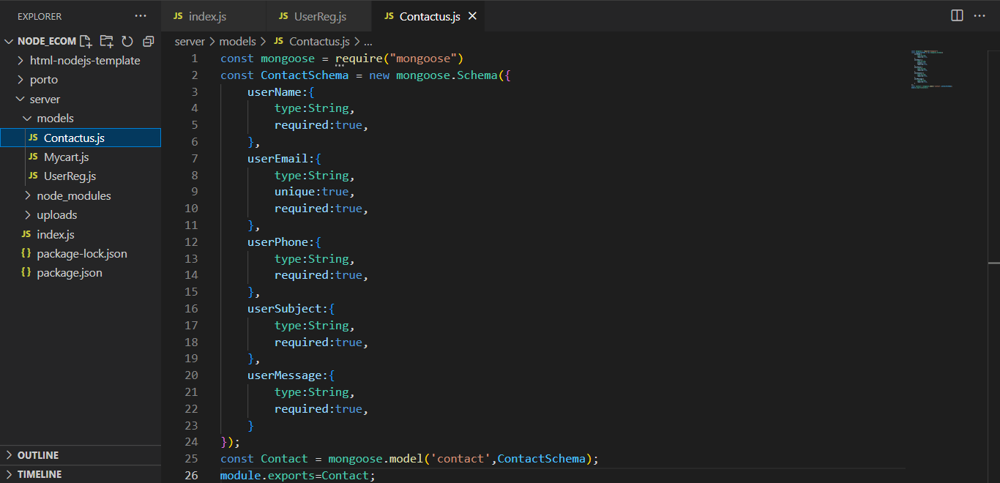 EXPLORER
NODE_ECOM
html-nodejs-template
porto
server
models
JS Contactus.js
JS Mycart.js
JS UserReg.js
node_modules
uploads
JS index.js
{} package-lock.json
{} package.json
OUTLINE
TIMELINE
JS index.js JS UserReg.js JS Contactus.js
server > models > JS Contactus.js > ...
1 const mongoose = require("mongoose")
2 const ContactSchema = new mongoose.Schema({
3 userName:{
4 type:String,
5 required:true,
6 },
7 userEmail:{
8 type:String,
9 unique:true,
10 required:true,
11 },
12 userPhone:{
13 type:String,
14 required:true,
15 },
16 userSubject:{
17 type:String,
18 required:true,
19 },
20 userMessage:{
21 type:String,
22 required:true,
23 }
24 });
25 const Contact = mongoose.model('contact',ContactSchema);
26 module.exports=Contact;